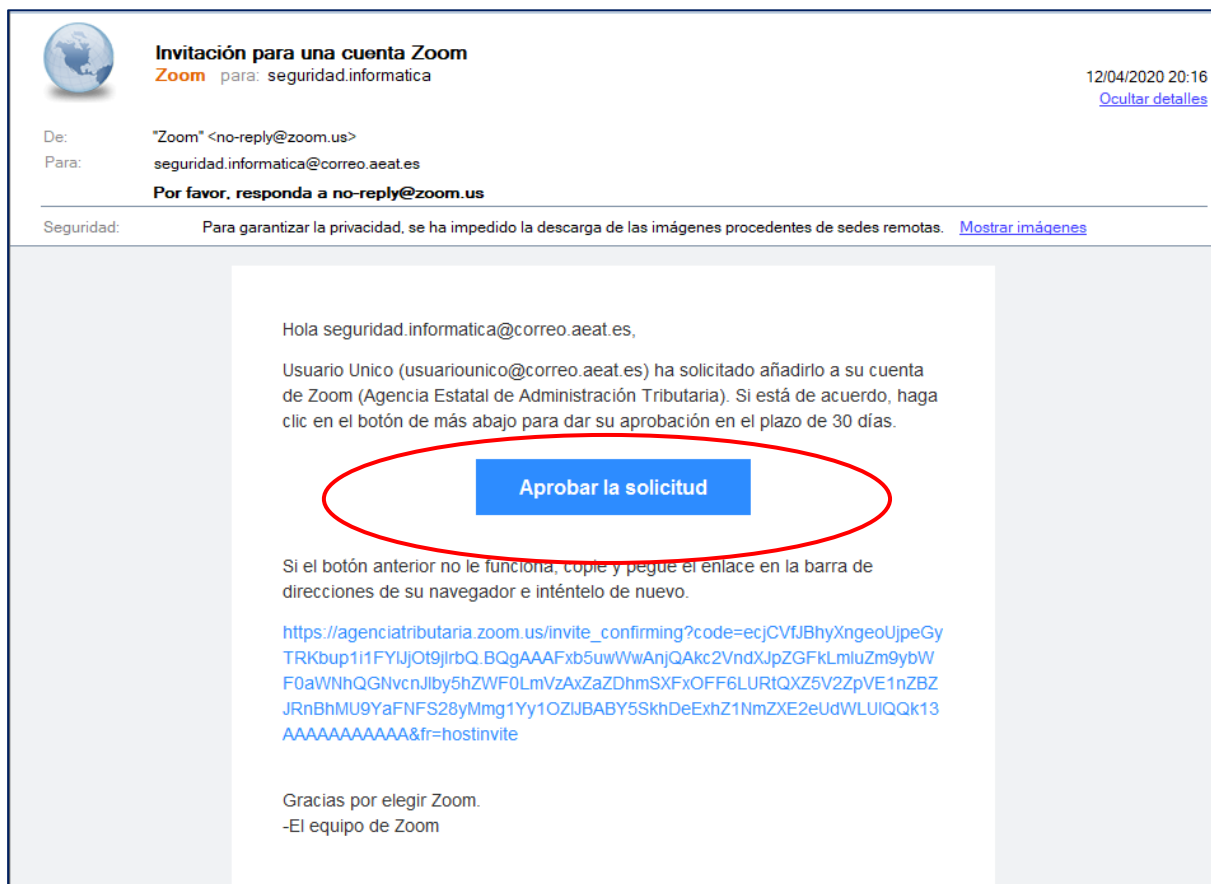 Invitación para una cuenta Zoom
Zoom para: seguridad.informatica
12/04/2020 20:16
Ocultar detalles
De: "Zoom" <no-reply@zoom.us>
Para: seguridad.informatica@correo.aeat.es
Por favor, responda a no-reply@zoom.us
Seguridad: Para garantizar la privacidad, se ha impedido la descarga de las imágenes procedentes de sedes remotas. Mostrar imágenes
Hola seguridad.informatica@correo.aeat.es,
Usuario Unico (usuariounico@correo.aeat.es) ha solicitado añadirlo a su cuenta
de Zoom (Agencia Estatal de Administración Tributaria). Si está de acuerdo, haga
clic en el botón de más abajo para dar su aprobación en el plazo de 30 días.
Aprobar la solicitud
Si el botón anterior no le funciona, copie y pegue el enlace en la barra de
direcciones de su navegador e inténtelo de nuevo.
https://agenciatributaria.zoom.us/invite_confirming?code=ecjCVfJBhyXngeoUjpeGy
TRKbup1i1FYlJjOt9jlrbQ.BQgAAAFxb5uwWwAnjQAkc2VndXJpZGFkLmluZm9ybW
F0aWNhQGNvcnJlby5hZWF0LmVzAxZaZDhmSXFxOFF6LURtQXZ5V2ZpVE1nZBZ
JRnBhMU9YaFNFS28yMmg1Yy1OZlJBABY5SkhDeExhZ1NmZXE2eUdWLUlQQk13
AAAAAAAAAAA&fr=hostinvite
Gracias por elegir Zoom.
-El equipo de Zoom